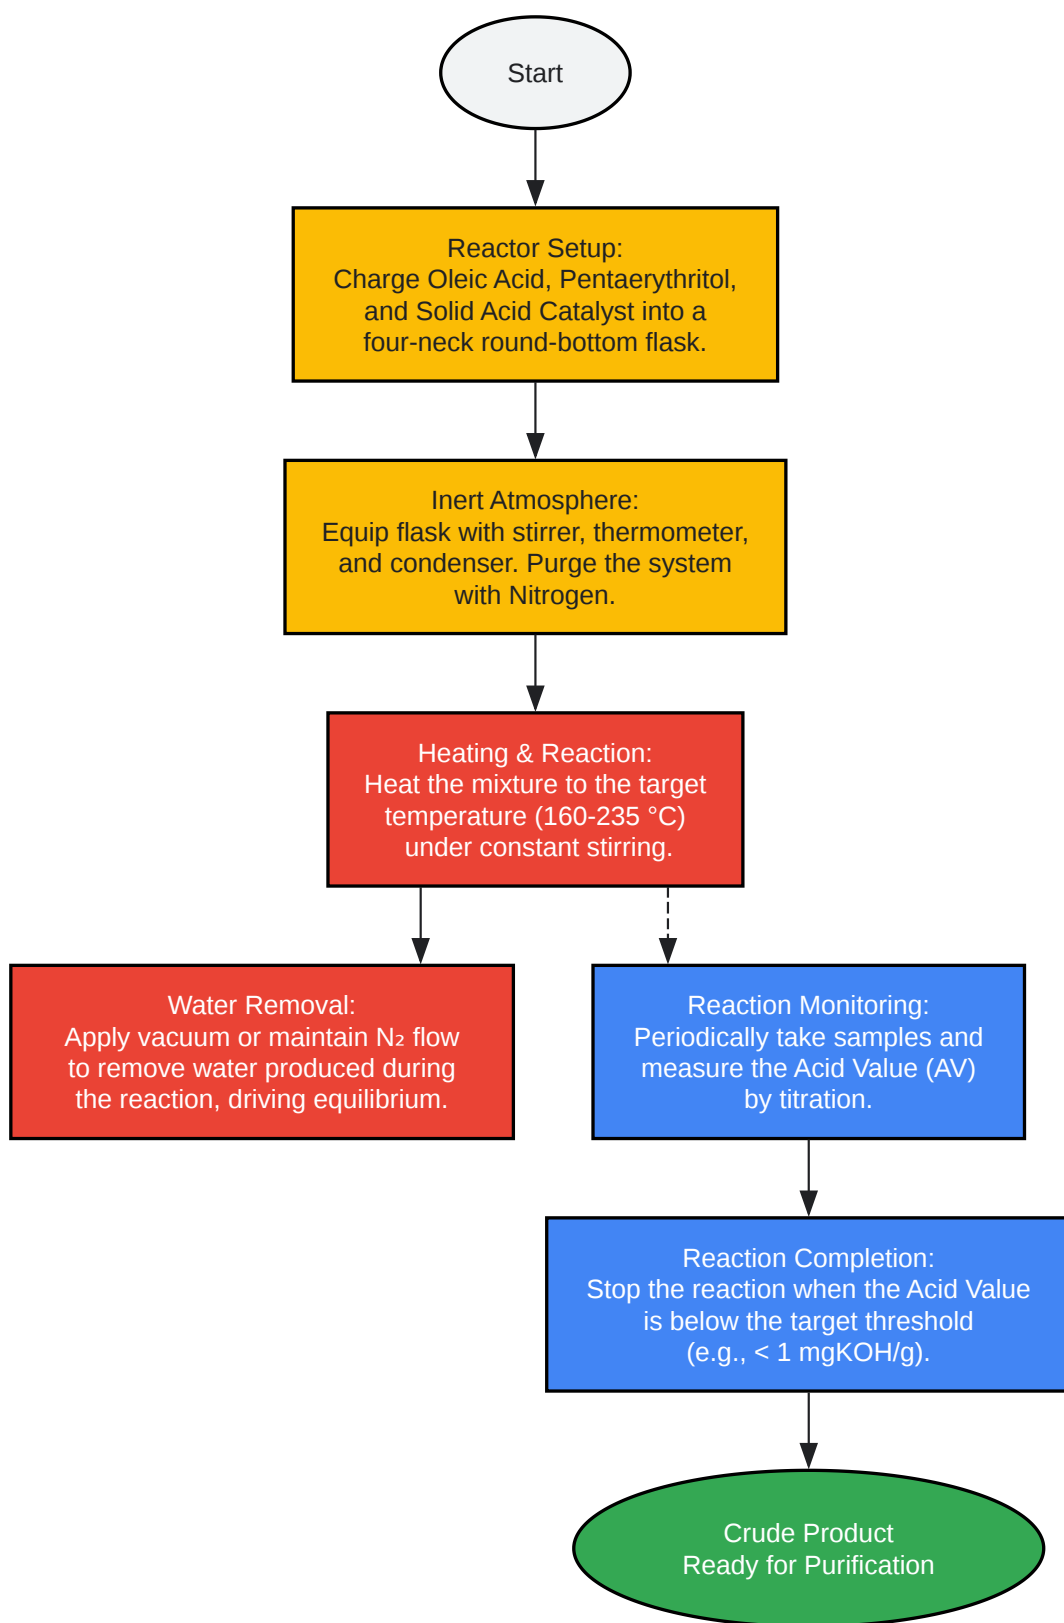 Start
Reactor Setup:
Charge Oleic Acid, Pentaerythritol,
and Solid Acid Catalyst into a
four-neck round-bottom flask.
Inert Atmosphere:
Equip flask with stirrer, thermometer,
and condenser. Purge the system
with Nitrogen.
Heating & Reaction:
Heat the mixture to the target
temperature (160-235 °C)
under constant stirring.
Water Removal:
Apply vacuum or maintain N₂ flow
to remove water produced during
the reaction, driving equilibrium.
Reaction Monitoring:
Periodically take samples and
measure the Acid Value (AV)
by titration.
Reaction Completion:
Stop the reaction when the Acid Value
is below the target threshold
(e.g., < 1 mgKOH/g).
Crude Product
Ready for Purification